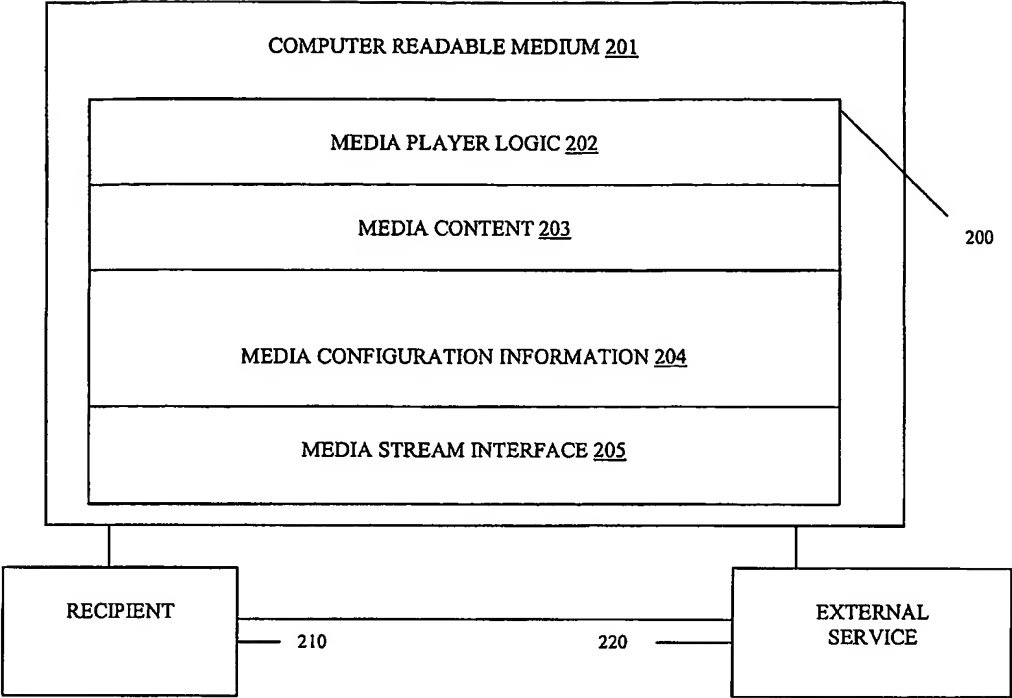 COMPUTER READABLE MEDIUM 201
MEDIA PLAYER LOGIC 202
MEDIA CONTENT 203
200
MEDIA CONFIGURATION INFORMATION 204
MEDIA STREAM INTERFACE 205
RECIPIENT
210
220
EXTERNAL
SERVICE